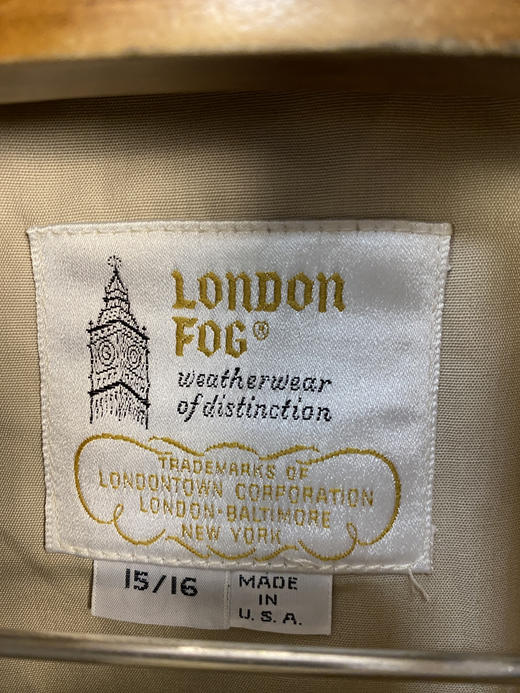 LONDON
FOG®
weatherwear
of distinction
TRADEMARKS OF
LONDONTOWN CORPORATION
LONDON-BALTIMORE
NEW YORK
15/16
MADE
IN
U.S.A.